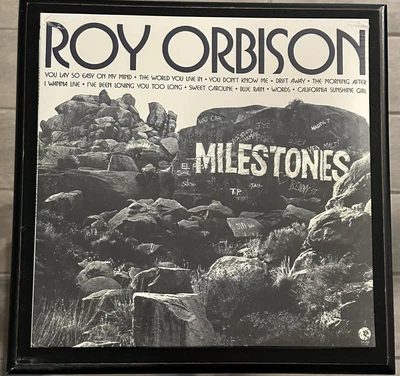 ROY ORBISON
YOU LAY SO EASY ON MY MIND • THE WORLD YOU LIVE IN • YOU DON'T KNOW ME • DRIFT AWAY • THE MORNING AFTER
I WANNA LIVE • I'VE BEEN LOVING YOU TOO LONG • SWEET CAROLINE • BLUE RAIN • WORDS • CALIFORNIA SUNSHINE GIRL
MILESTONES
T.P